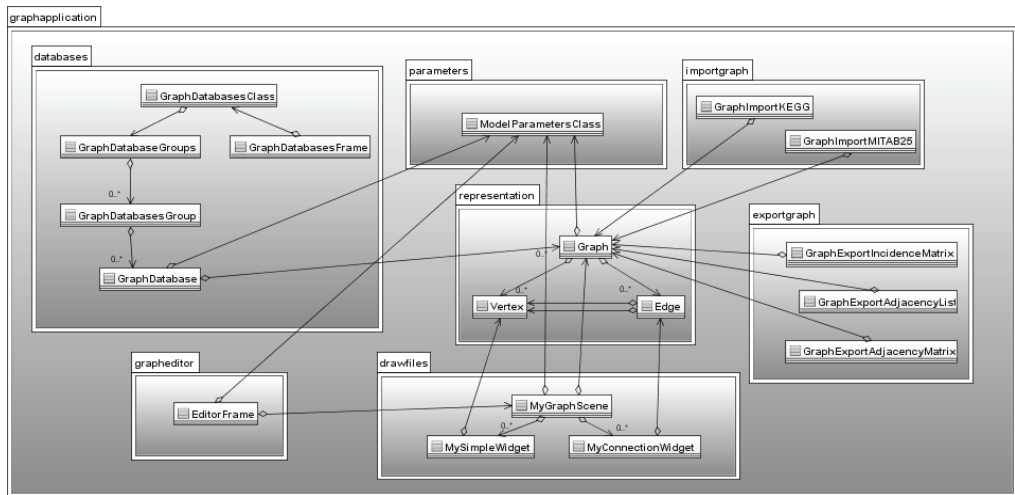 graphapplication
databases
GraphDatabasesClass
GraphDatabaseGroups
GraphDatabasesFrame
0..*
GraphDatabasesGroup
0..*
GraphDatabase
parameters
ModelParametersClass
importgraph
GraphImportKEGG
GraphImportMITAB25
representation
Graph
0..*
0..*
0..*
Vertex
Edge
exportgraph
GraphExportIncidenceMatrix
GraphExportAdjacencyList
GraphExportAdjacencyMatrix
grapheditor
EditorFrame
drawfiles
MyGraphScene
0..*
0..*
MySimpleWidget
MyConnectionWidget